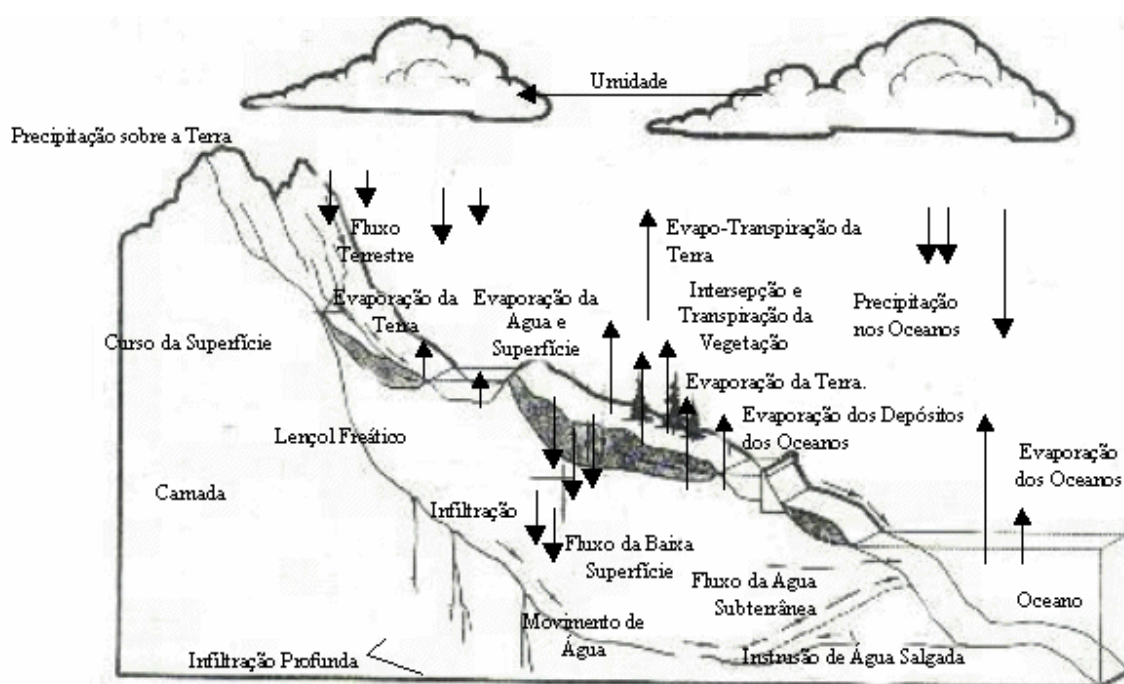 Umidade
Precipitação sobre a Terra
Fluxo
Terrestre
Evapo-Transpiração da
Terra
Evaporação da
Terra
Evaporação da
Agua e
Superfície
Intersepção e
Transpiração da
Vegetação
Precipitação
nos Oceanos
Curso da Superfície
Evaporação da Terra.
Evaporação dos Depósitos
dos Oceanos
Lençol Freático
Evaporação
dos Oceanos
Camada
Infiltração
Fluxo da Baixa
Superfície
Fluxo da Agua
Subterrânea
Oceano
Movimento de
Água
Infiltração Profunda
Instrusão de Água Salgada